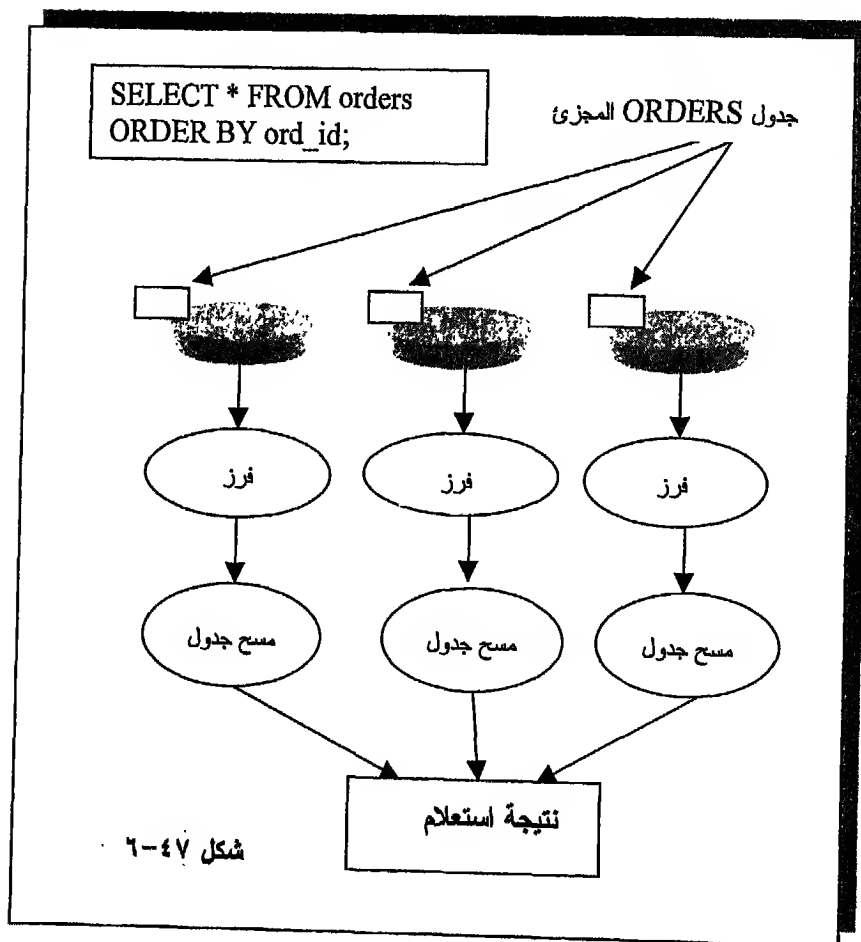 SELECT * FROM orders
ORDER BY ord_id;
جدول ORDERS المجزئ
فرز
فرز
فرز
مسح جدول
مسح جدول
مسح جدول
نتيجة استعلام
شكل ٤٧-٦